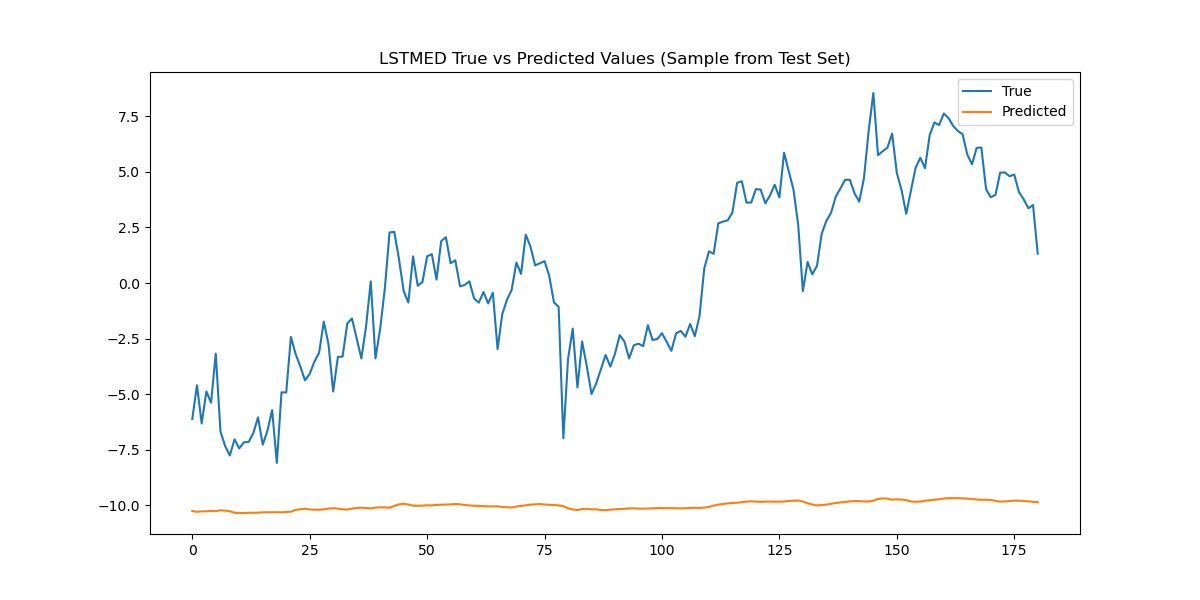 LSTMED True vs Predicted Values (Sample from Test Set)
True
Predicted
7.5
5.0
2.5
0.0
−2.5
−5.0
−7.5
−10.0
0 25 50 75 100 125 150 175